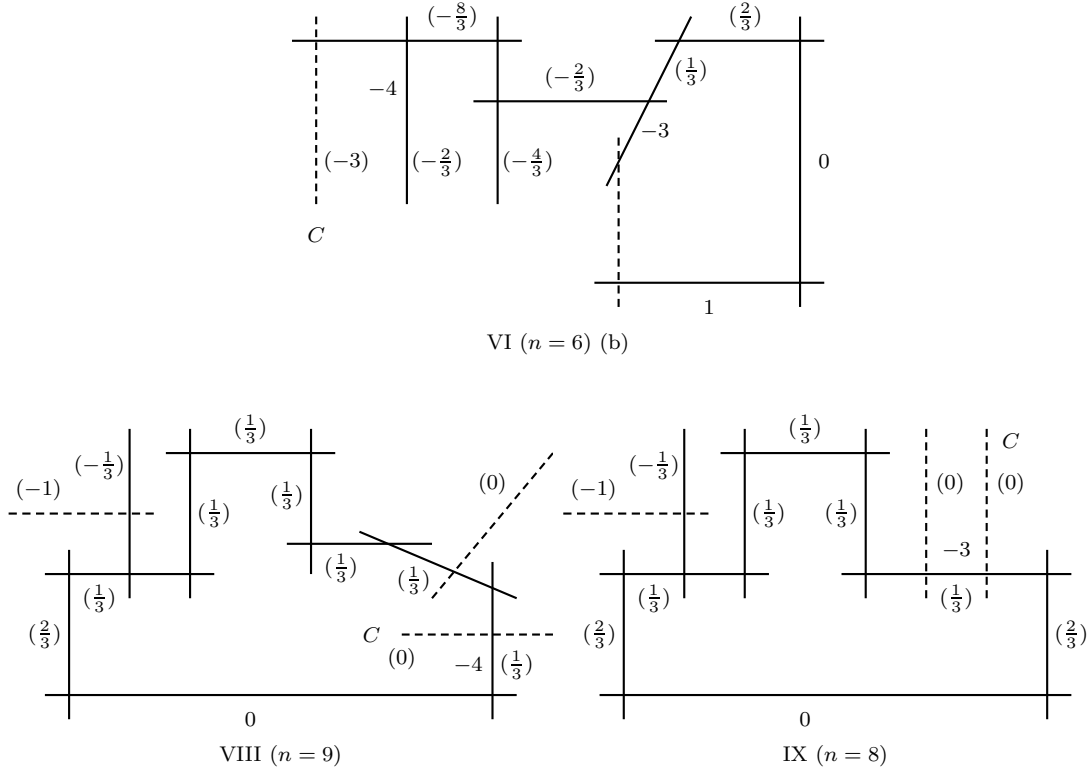 (−8/3) (2/3)
(1/3)
(−2/3)
−4
−3
(−3) (−2/3) (−4/3) 0
C
1
VI (n = 6) (b)
(1/3) (1/3)
C
(−1/3) (−1/3)
(−1) (0) (−1) (0) (0)
(1/3)
(1/3) (1/3) (1/3)
−3
(1/3)
(1/3) (1/3) (1/3) (1/3)
(2/3) C (2/3) (2/3)
(0) −4 (1/3)
0 0
VIII (n = 9) IX (n = 8)